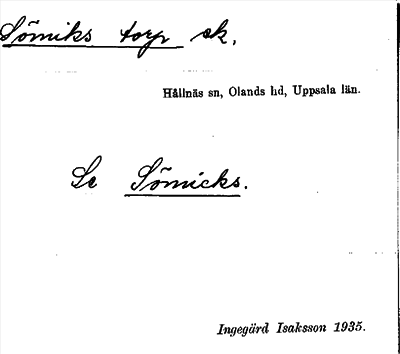 Sömiks torp sk.
Hållnäs sn, Olands hd, Uppsala län.
Se Sömicks.
Ingegärd Isaksson 1935.